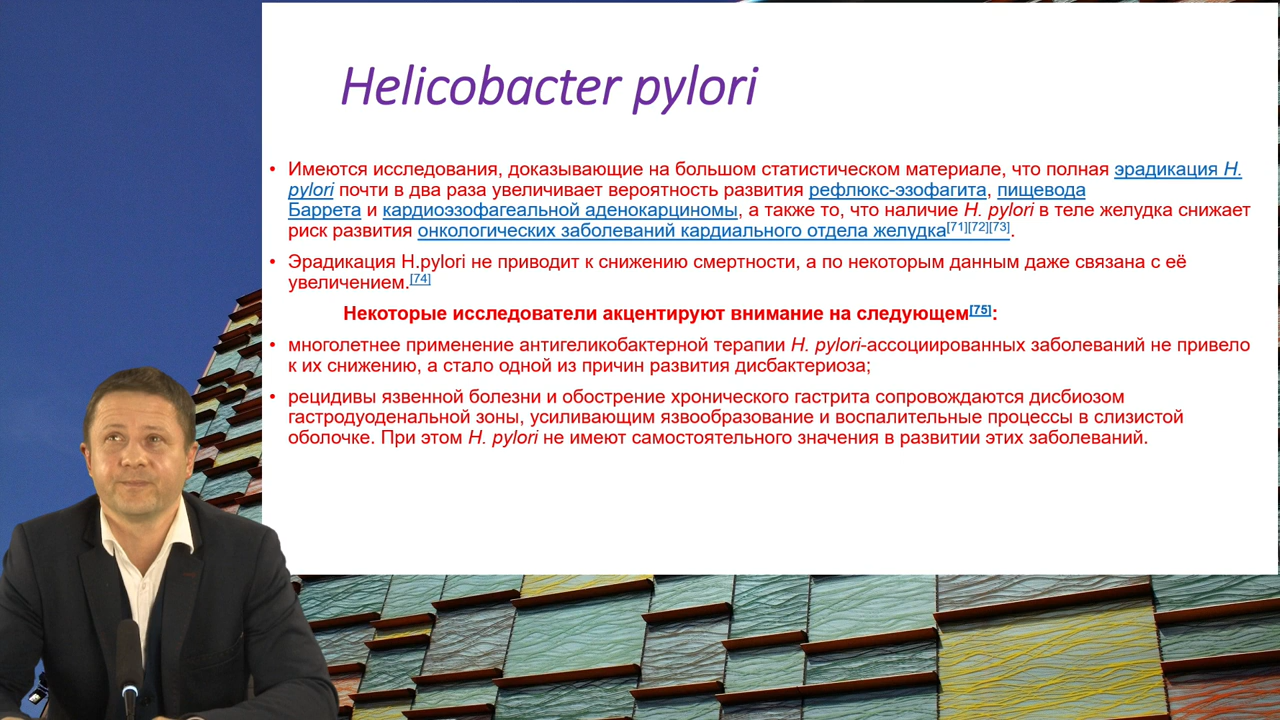 Helicobacter pylori
• Имеются исследования, доказывающие на большом статистическом материале, что полная эрадикация H.
pylori почти в два раза увеличивает вероятность развития рефлюкс-эзофагита, пищевода
Баррета и кардиоэзофагеальной аденокарциномы, а также то, что наличие H. pylori в теле желудка снижает
риск развития онкологических заболеваний кардиального отдела желудка[71][72][73].
• Эрадикация H.pylori не приводит к снижению смертности, а по некоторым данным даже связана с её
увеличением.[74]
Некоторые исследователи акцентируют внимание на следующем[75]:
• многолетнее применение антигеликобактерной терапии H. pylori-ассоциированных заболеваний не привело
к их снижению, а стало одной из причин развития дисбактериоза;
• рецидивы язвенной болезни и обострение хронического гастрита сопровождаются дисбиозом
гастродуоденальной зоны, усиливающим язвообразование и воспалительные процессы в слизистой
оболочке. При этом H. pylori не имеют самостоятельного значения в развитии этих заболеваний.